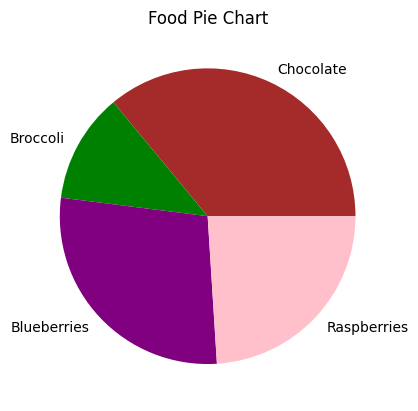 Food Pie Chart
Chocolate
Broccoli
Blueberries
Raspberries